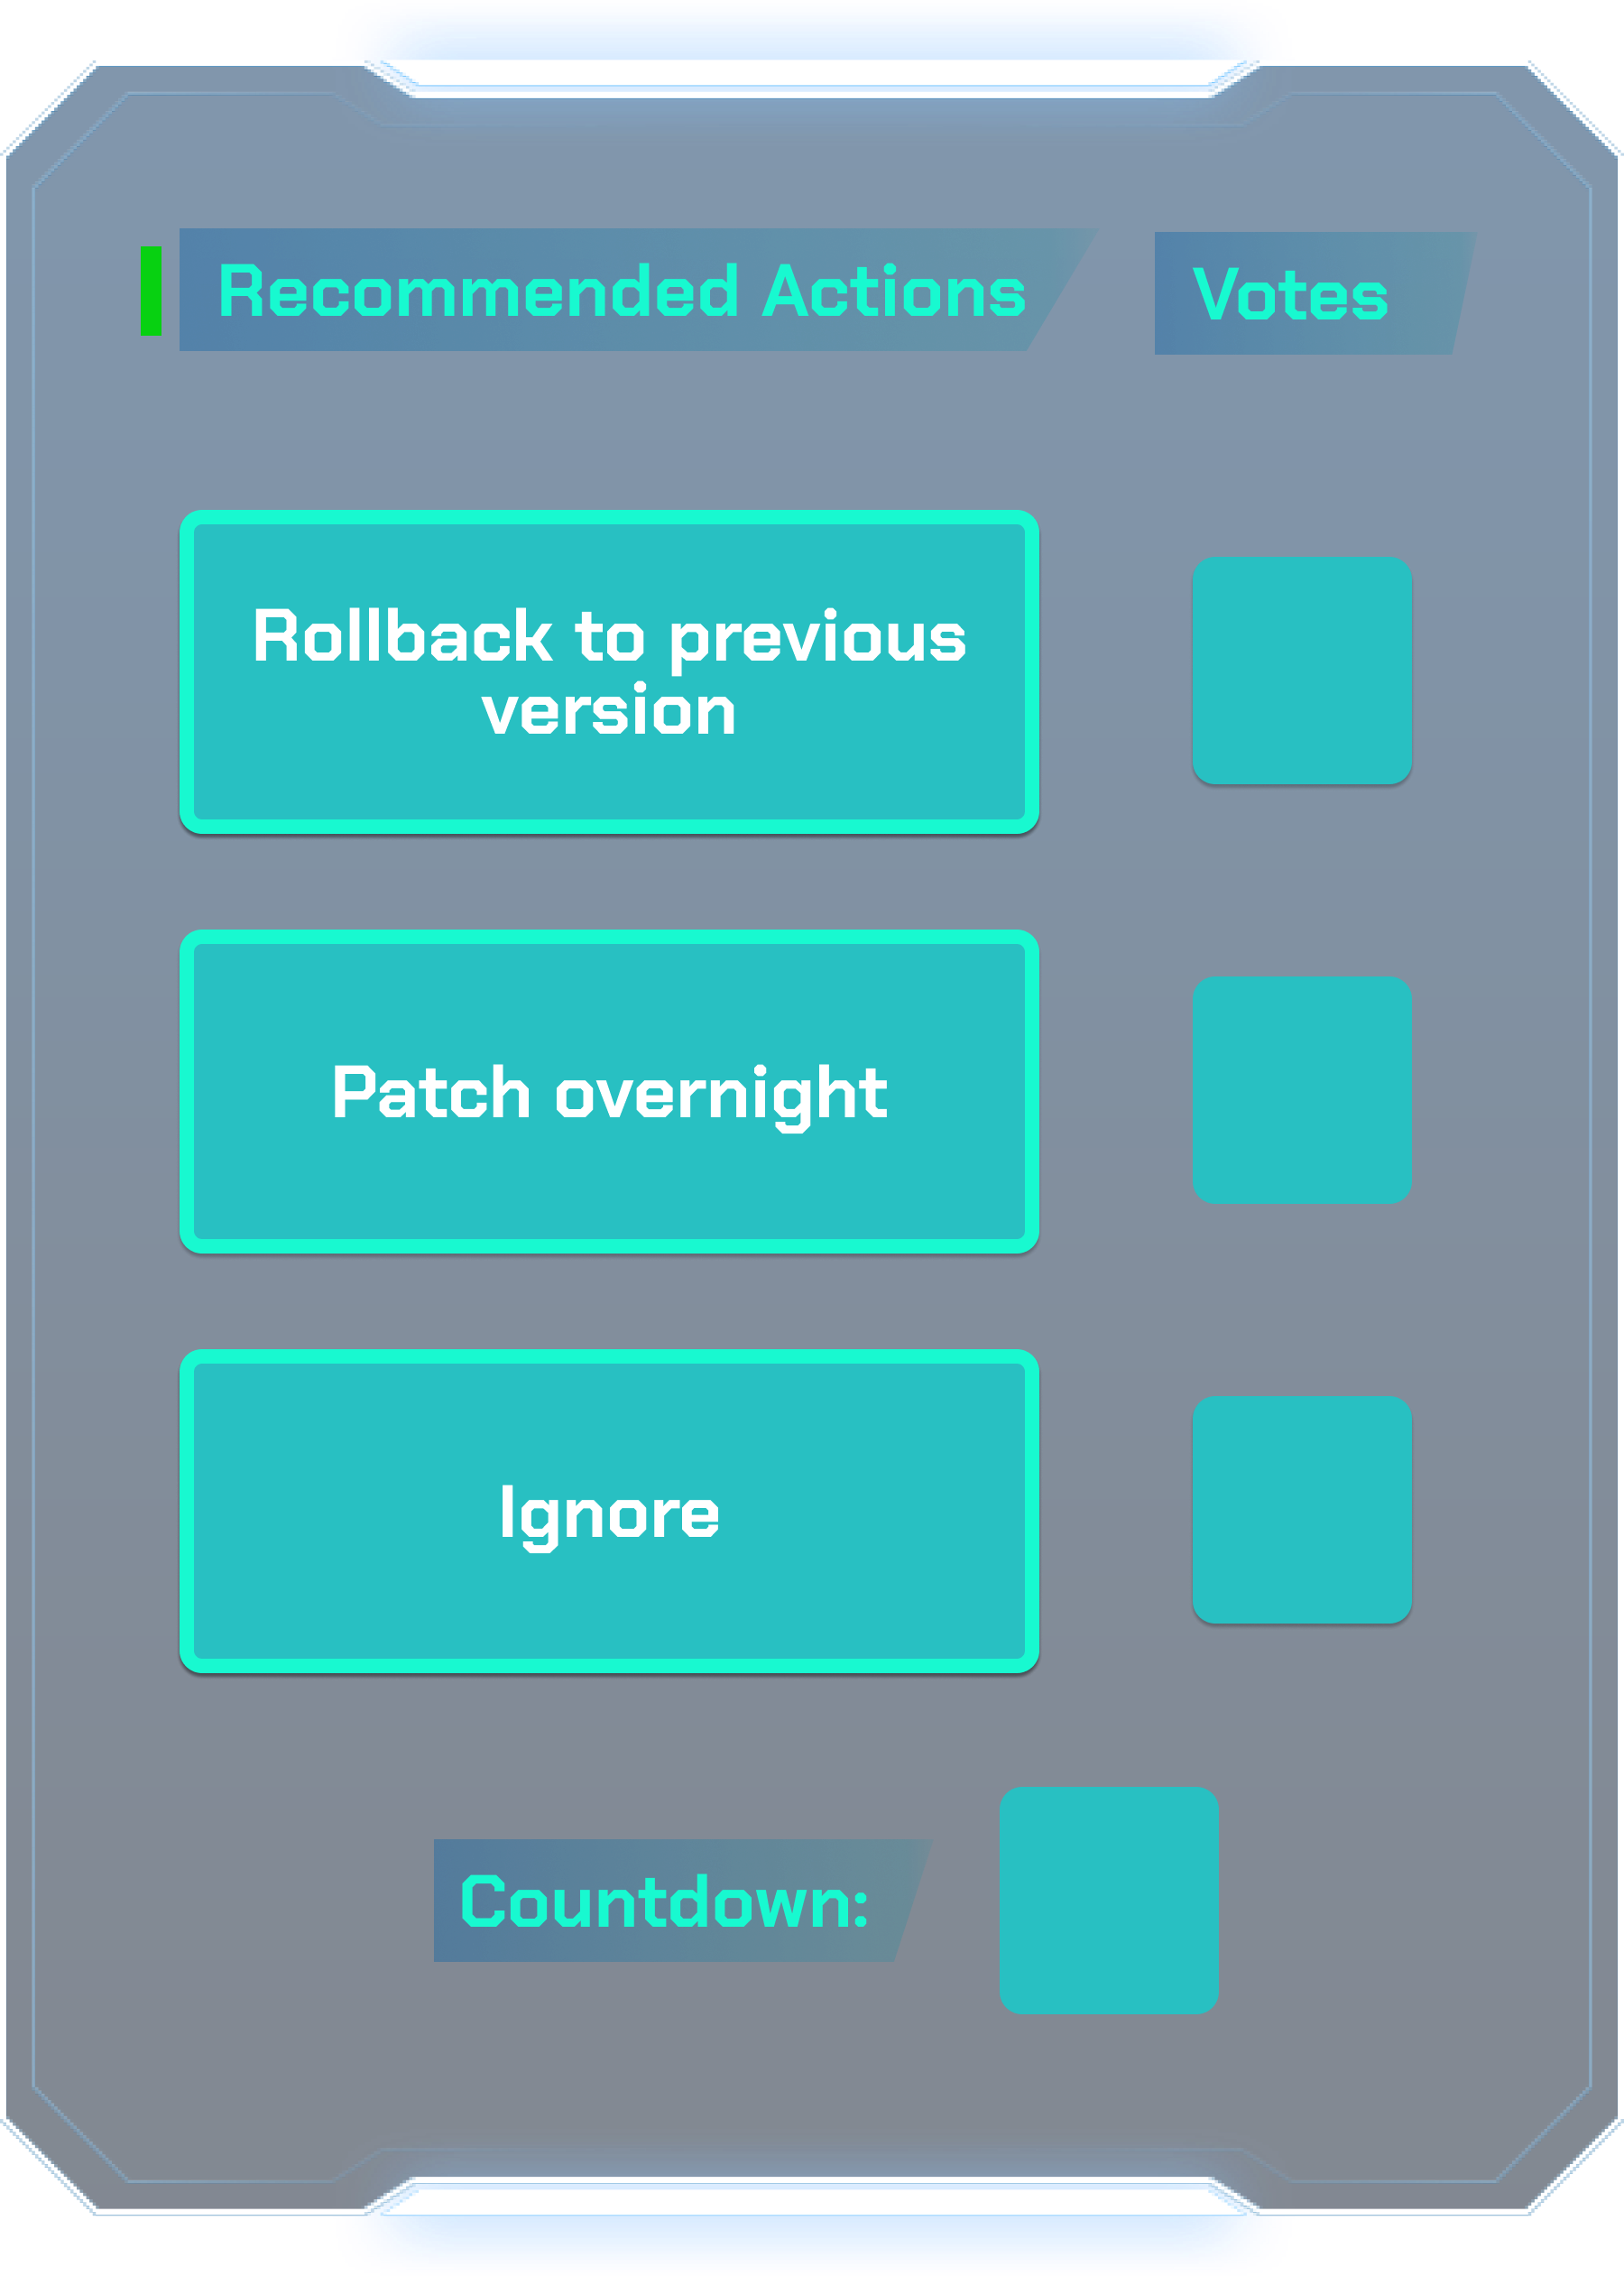 Recommended Actions
Votes
Rollback to previous
version
Patch overnight
Ignore
Countdown: